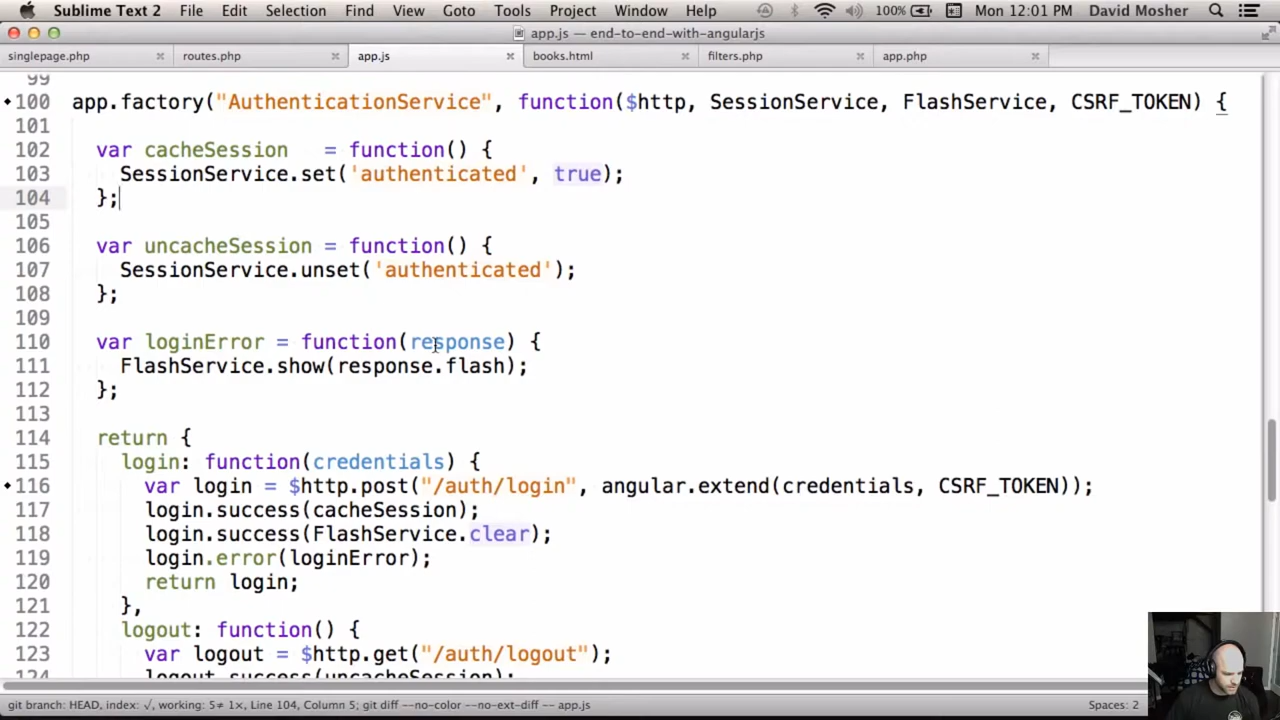 Sublime Text 2 File Edit Selection Find View Goto Tools Project Window Help 100% Mon 12:01 PM David Mosher
app.js — end-to-end-with-angularjs
singlepage.php routes.php app.js books.html filters.php app.php
99
100 app.factory("AuthenticationService", function($http, SessionService, FlashService, CSRF_TOKEN) {
101
102 var cacheSession   = function() {
103 SessionService.set('authenticated', true);
104 };
105
106 var uncacheSession = function() {
107 SessionService.unset('authenticated');
108 };
109
110 var loginError = function(response) {
111 FlashService.show(response.flash);
112 };
113
114 return {
115 login: function(credentials) {
116 var login = $http.post("/auth/login", angular.extend(credentials, CSRF_TOKEN));
117 login.success(cacheSession);
118 login.success(FlashService.clear);
119 login.error(loginError);
120 return login;
121 },
122 logout: function() {
123 var logout = $http.get("/auth/logout");
124 logout.success(uncacheSession);
git branch: HEAD, index: √, working: 5≠ 1×, Line 104, Column 5; git diff --no-color --no-ext-diff -- app.js Spaces: 2